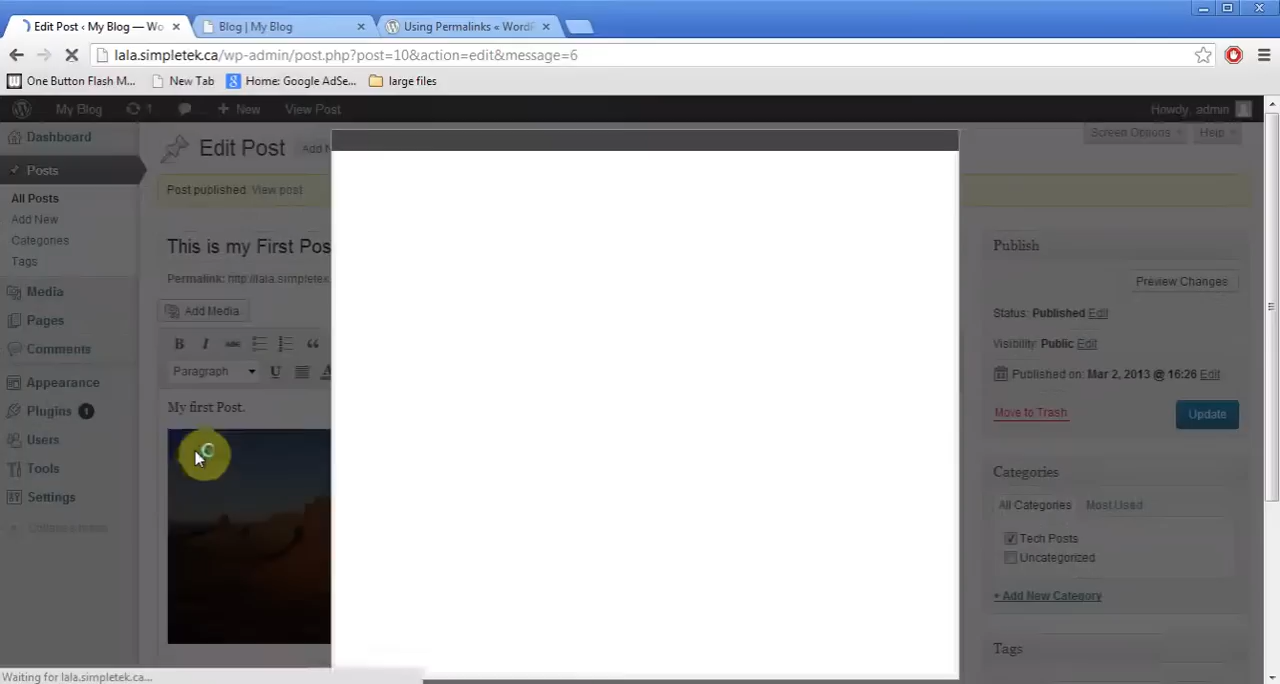 Edit Post ‹ My Blog — Wo
Blog | My Blog
Using Permalinks « WordP
lala.simpletek.ca/wp-admin/post.php?post=10&action=edit&message=6
One Button Flash M...
New Tab
Home: Google AdSe...
large files
My Blog
1
+ New
View Post
Howdy, admin
Dashboard
Edit Post
Add N
Screen Options
Help
Posts
Post published. View post
All Posts
Add New
Categories
Tags
This is my First Pos
Permalink: http://lala.simpletek.
Publish
Preview Changes
Media
Add Media
Status: Published Edit
Pages
B I ABC
Visibility: Public Edit
Comments
Paragraph
U
A
Published on: Mar 2, 2013 @ 16:26 Edit
Appearance
My first Post.
Move to Trash
Update
Plugins 1
Users
Tools
Categories
Settings
All Categories
Most Used
Collapse menu
Tech Posts
Uncategorized
+ Add New Category
Tags
Waiting for lala.simpletek.ca...